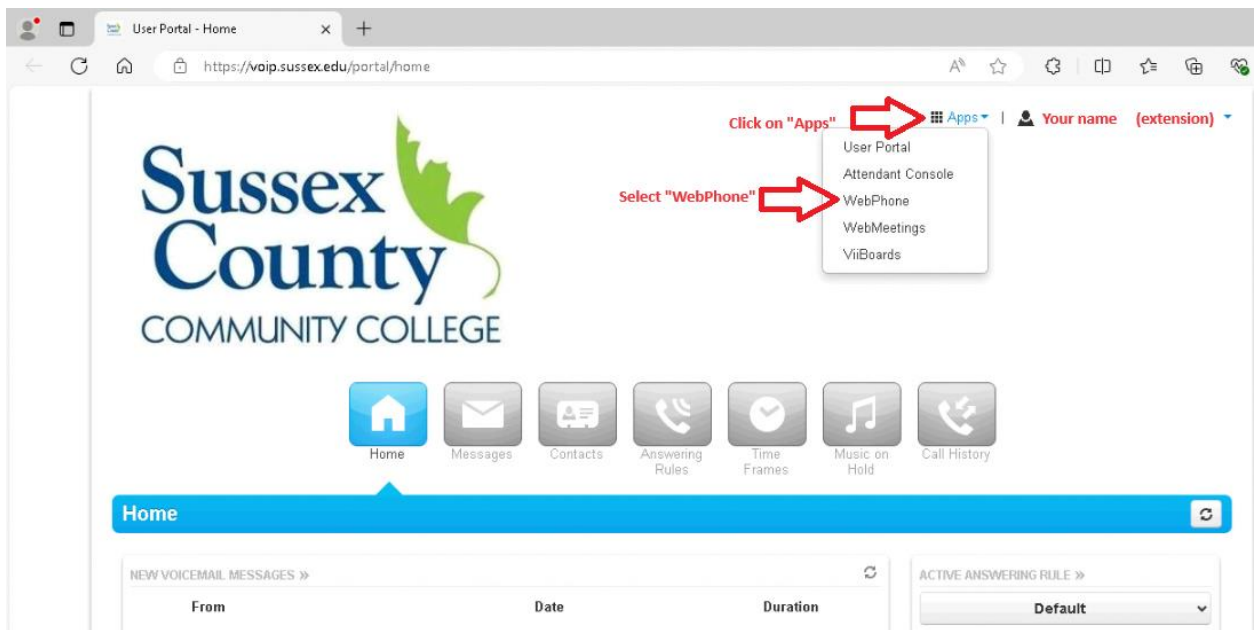 User Portal - Home
https://voip.sussex.edu/portal/home
Click on "Apps"
Apps
Your name (extension)
User Portal
Attendant Console
Select "WebPhone"
WebPhone
WebMeetings
ViiBoards
Sussex
County
COMMUNITY COLLEGE
Home
Messages
Contacts
Answering
Rules
Time
Frames
Music on
Hold
Call History
Home
NEW VOICEMAIL MESSAGES »
From Date Duration
ACTIVE ANSWERING RULE »
Default